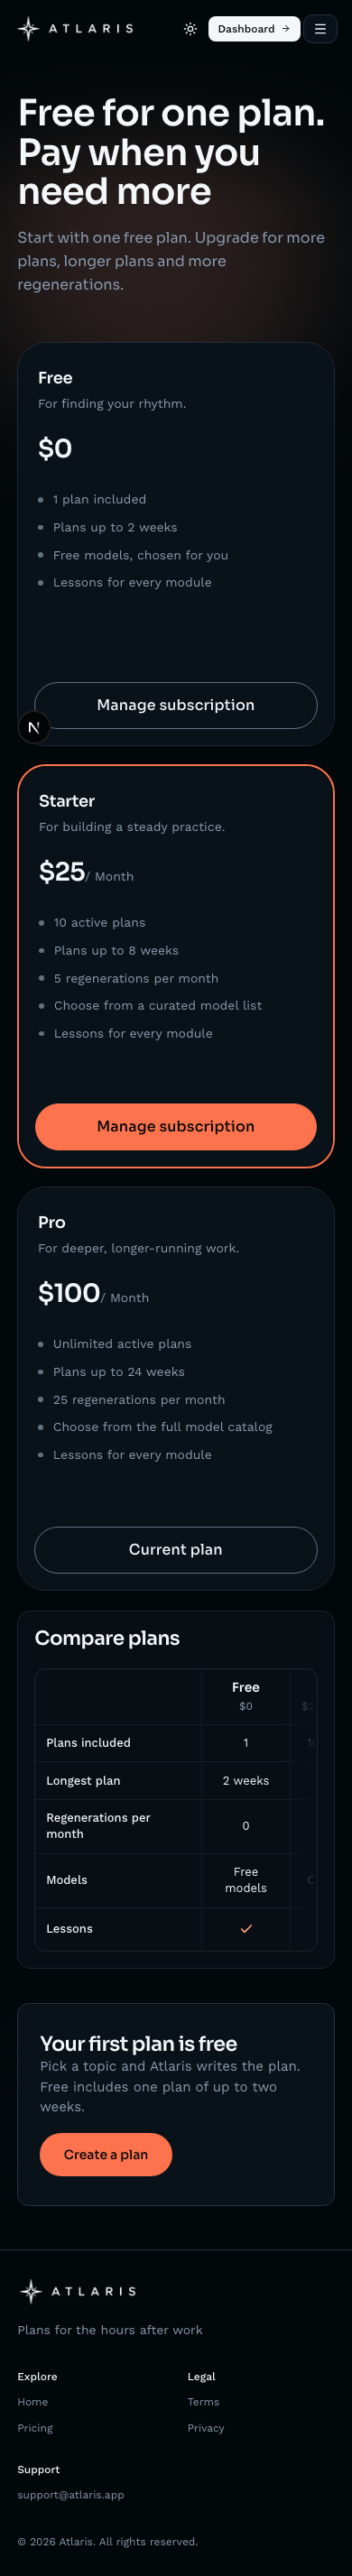 ATLARIS
Dashboard →
Free for one plan.
Pay when you
need more
Start with one free plan. Upgrade for more
plans, longer plans and more
regenerations.
Free
For finding your rhythm.
$0
1 plan included
Plans up to 2 weeks
Free models, chosen for you
Lessons for every module
Manage subscription
N
Starter
For building a steady practice.
$25/ Month
10 active plans
Plans up to 8 weeks
5 regenerations per month
Choose from a curated model list
Lessons for every module
Manage subscription
Pro
For deeper, longer-running work.
$100/ Month
Unlimited active plans
Plans up to 24 weeks
25 regenerations per month
Choose from the full model catalog
Lessons for every module
Current plan
Compare plans
Free
$0
Plans included 1
Longest plan 2 weeks
Regenerations per
month
0
Models
Free
models
Lessons
Your first plan is free
Pick a topic and Atlaris writes the plan.
Free includes one plan of up to two
weeks.
Create a plan
ATLARIS
Plans for the hours after work
Explore
Home
Pricing
Legal
Terms
Privacy
Support
support@atlaris.app
© 2026 Atlaris. All rights reserved.